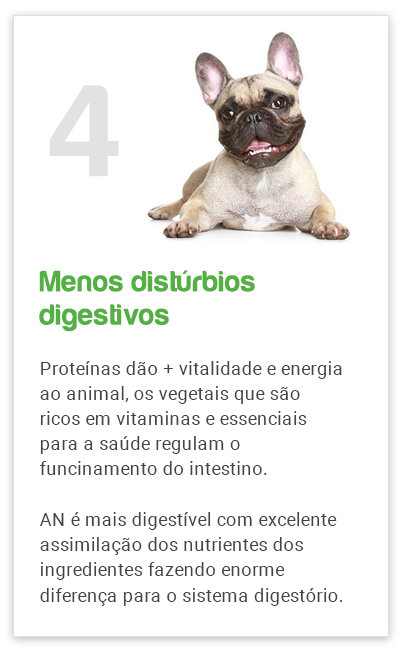 4
Menos distúrbios
digestivos
Proteínas dão + vitalidade e energia
ao animal, os vegetais que são
ricos em vitaminas e essenciais
para a saúde regulam o
funcinamento do intestino.
AN é mais digestível com excelente
assimilação dos nutrientes dos
ingredientes fazendo enorme
diferença para o sistema digestório.